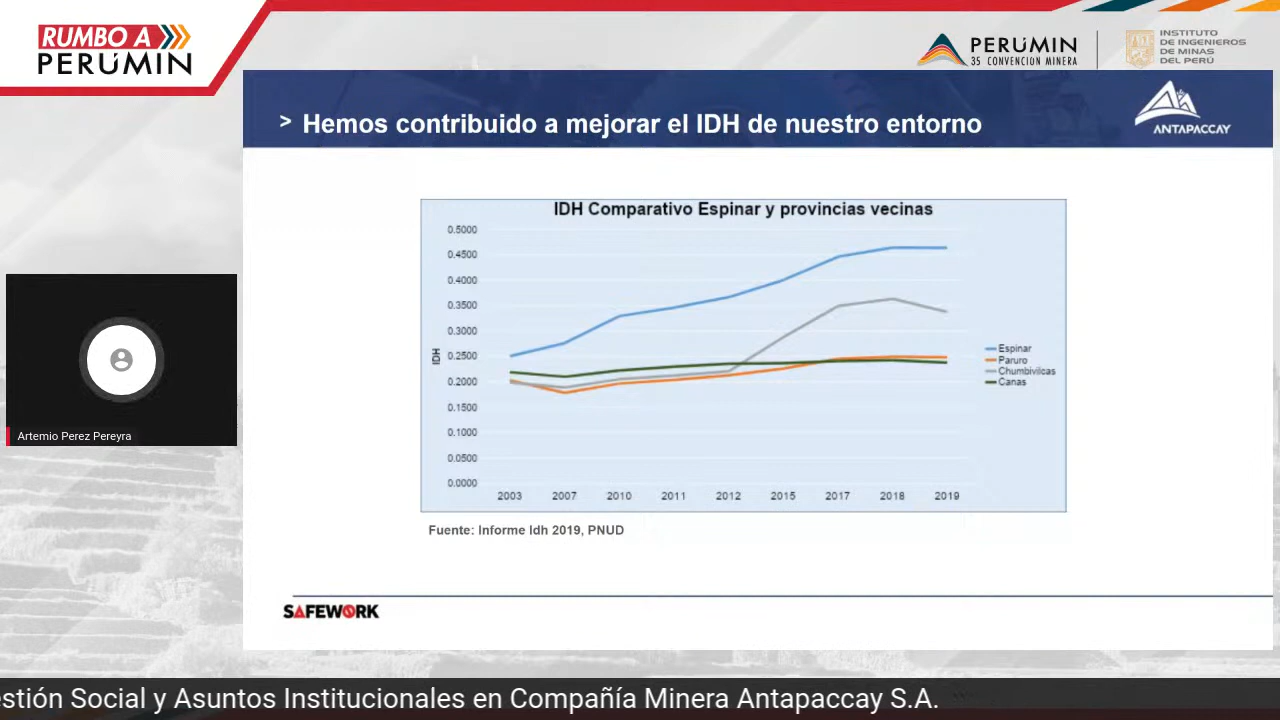 RUMBO A
PERÚMIN
PERÚMIN
35 CONVENCIÓN MINERA
INSTITUTO
DE INGENIEROS
DE MINAS
DEL PERÚ
> Hemos contribuido a mejorar el IDH de nuestro entorno
ANTAPACCAY
IDH Comparativo Espinar y provincias vecinas
0.5000
0.4500
0.4000
0.3500
0.3000
0.2500
0.2000
0.1500
0.1000
0.0500
0.0000
IDH
2003 2007 2010 2011 2012 2015 2017 2018 2019
Espinar
Paruro
Chumbivilcas
Canas
Fuente: Informe Idh 2019, PNUD
SAFEWORK
Artemio Perez Pereyra
estión Social y Asuntos Institucionales en Compañía Minera Antapaccay S.A.